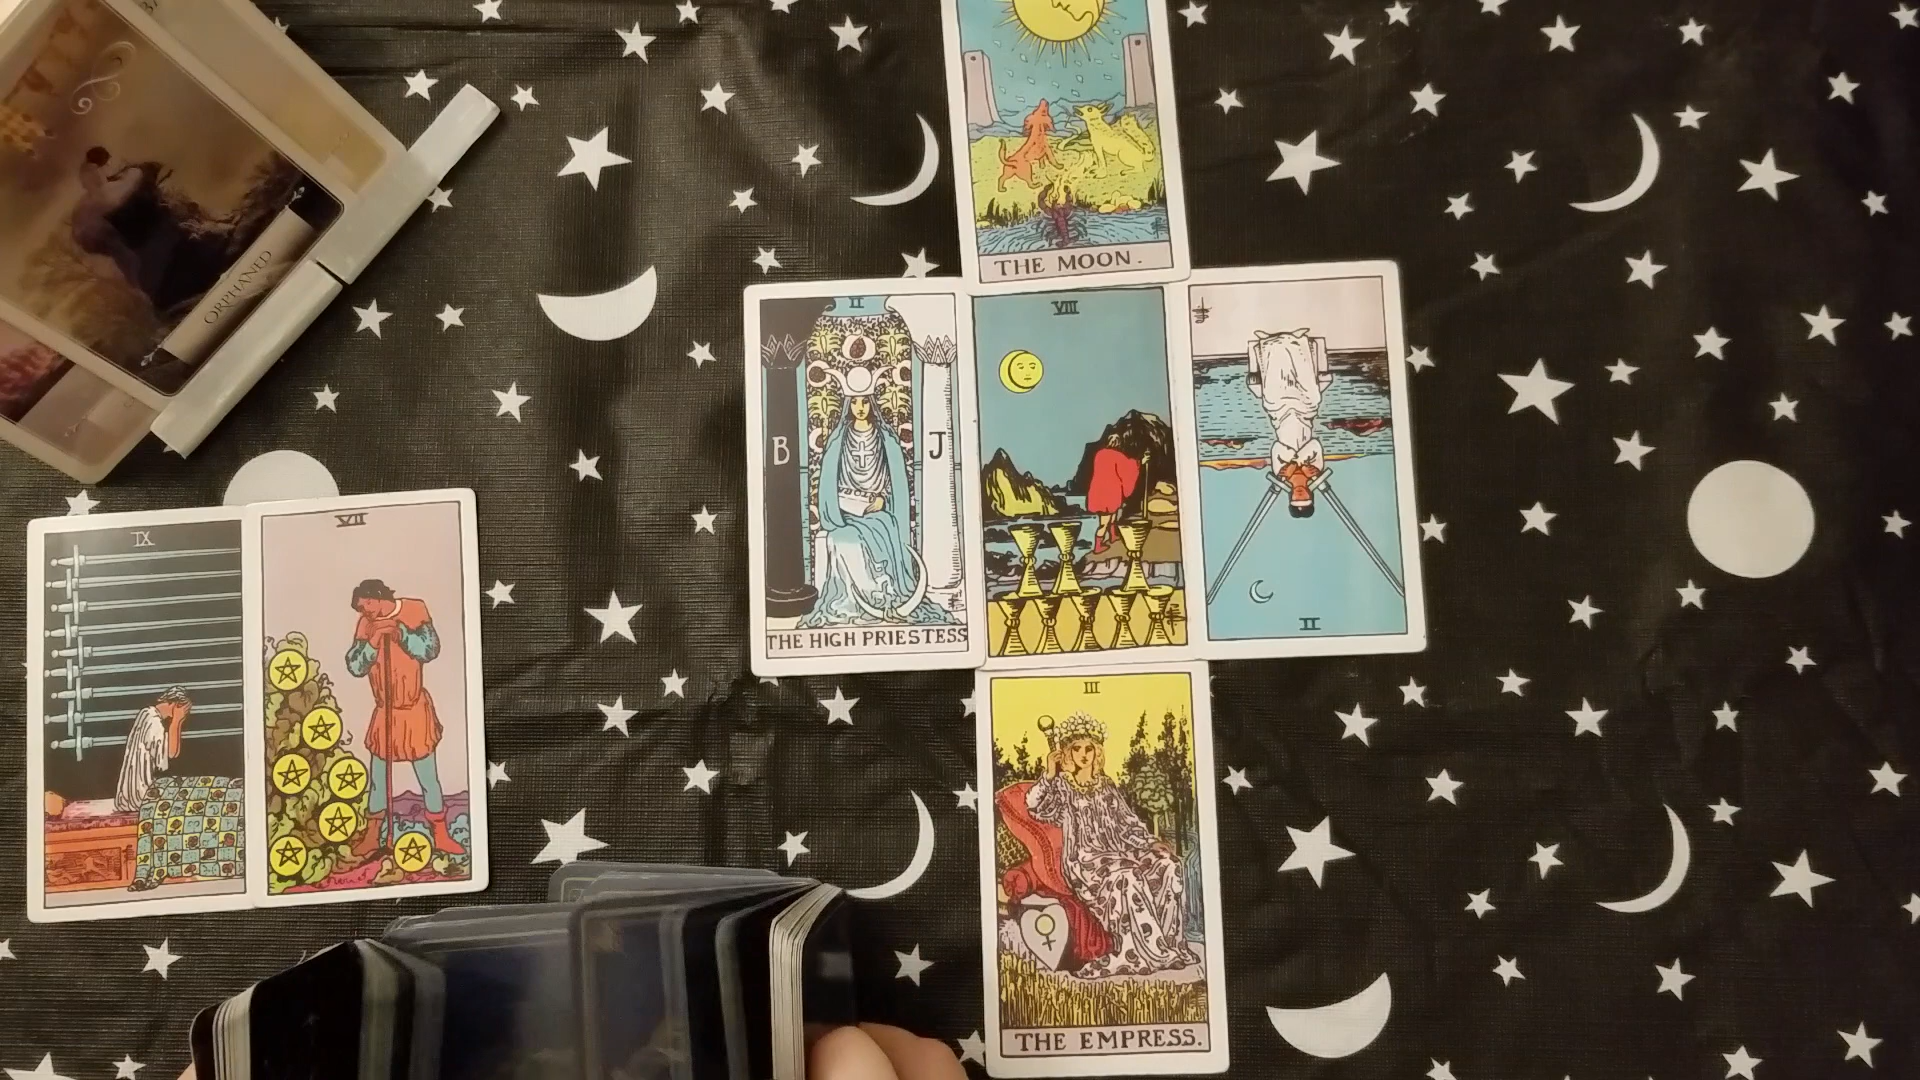 ORPHANED
THE MOON.
II
B
J
THE HIGH PRIESTESS
VIII
II
IX
VII
III
THE EMPRESS.